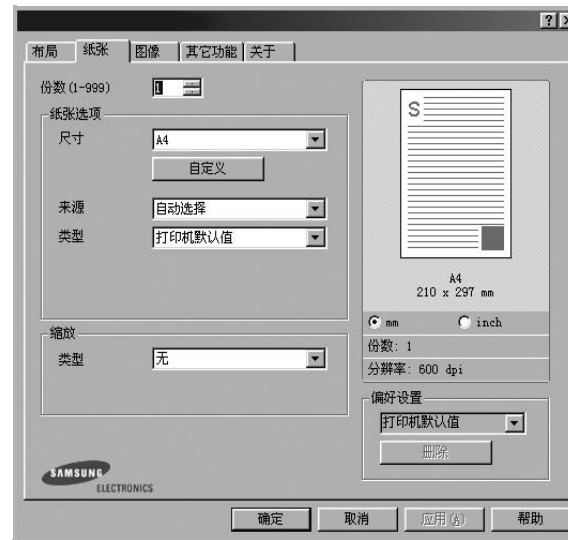 布局 纸张 图像 其它功能 关于
份数(1-999) 1
纸张选项
尺寸 A4
自定义
来源 自动选择
类型 打印机默认值
缩放
类型 无
S
A4
210 x 297 mm
mm inch
份数: 1
分辨率: 600 dpi
偏好设置
打印机默认值
删除
SAMSUNG
ELECTRONICS
确定 取消 应用(A) 帮助